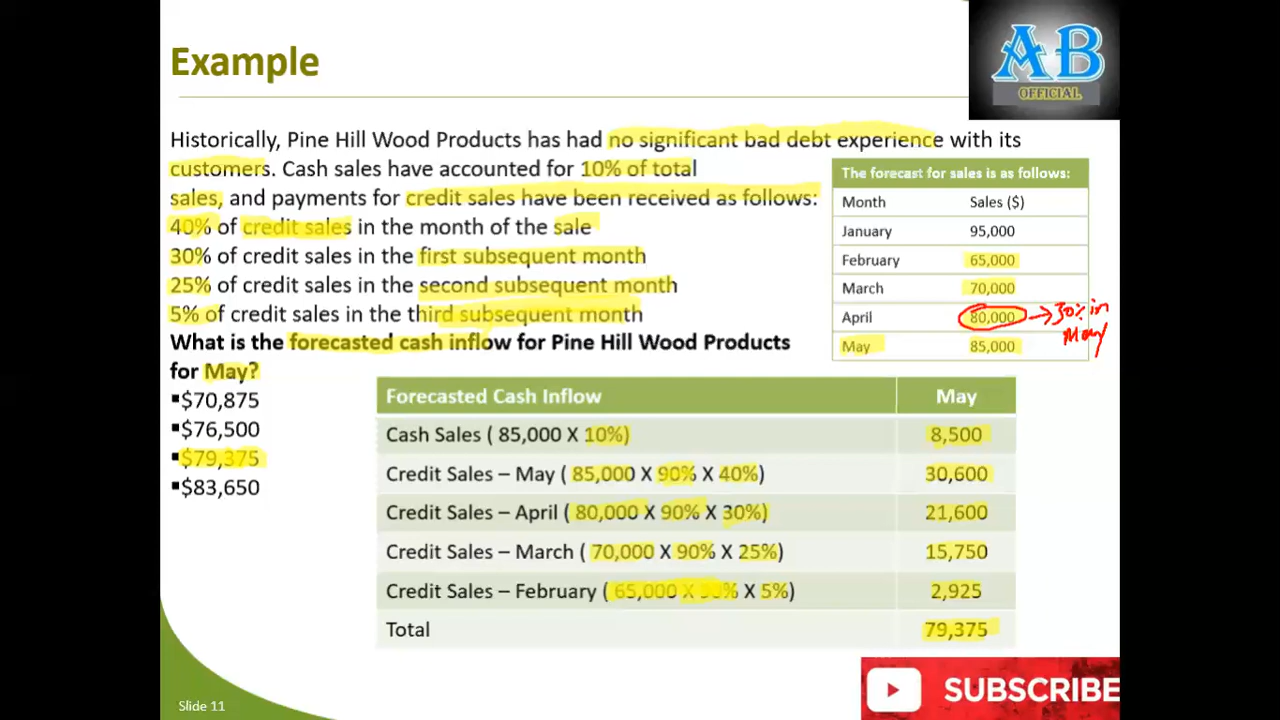 Example
AB
OFFICIAL
Historically, Pine Hill Wood Products has had no significant bad debt experience with its
customers. Cash sales have accounted for 10% of total
sales, and payments for credit sales have been received as follows:
40% of credit sales in the month of the sale
30% of credit sales in the first subsequent month
25% of credit sales in the second subsequent month
5% of credit sales in the third subsequent month
What is the forecasted cash inflow for Pine Hill Wood Products
for May?
▪$70,875
▪$76,500
▪$79,375
▪$83,650
The forecast for sales is as follows:
Month Sales ($)
January 95,000
February 65,000
March 70,000
April 80,000 → 30% in
May
May 85,000
Forecasted Cash Inflow May
Cash Sales ( 85,000 X 10%) 8,500
Credit Sales – May ( 85,000 X 90% X 40%) 30,600
Credit Sales – April ( 80,000 X 90% X 30%) 21,600
Credit Sales – March ( 70,000 X 90% X 25%) 15,750
Credit Sales – February ( 65,000 X 90% X 5%) 2,925
Total 79,375
Slide 11
SUBSCRIBE